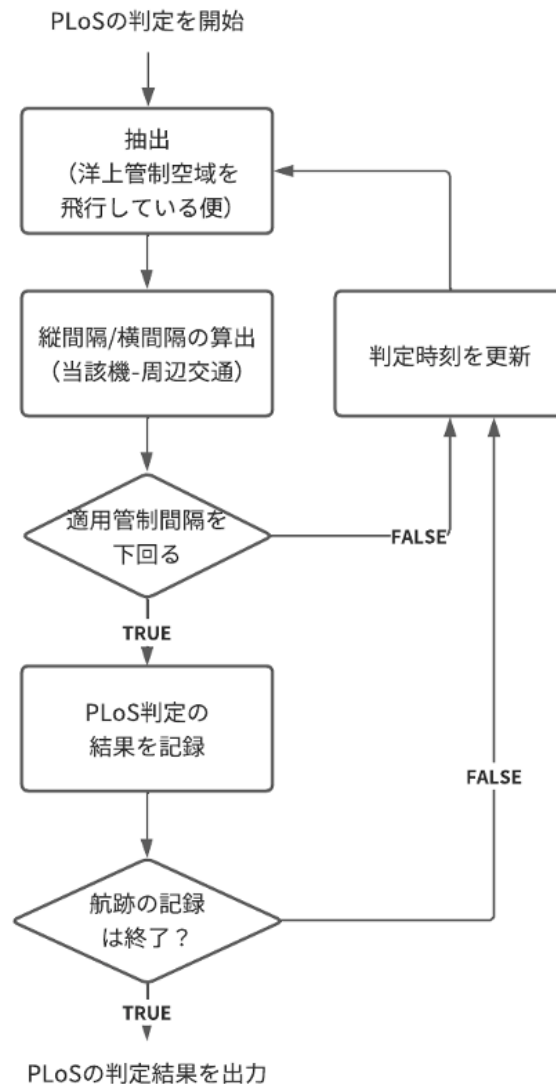 PLoSの判定を開始
抽出
（洋上管制空域を
飛行している便）
縦間隔/横間隔の算出
（当該機-周辺交通）
判定時刻を更新
適用管制間隔を
下回る
FALSE
TRUE
PLoS判定の
結果を記録
FALSE
航跡の記録
は終了？
TRUE
PLoSの判定結果を出力